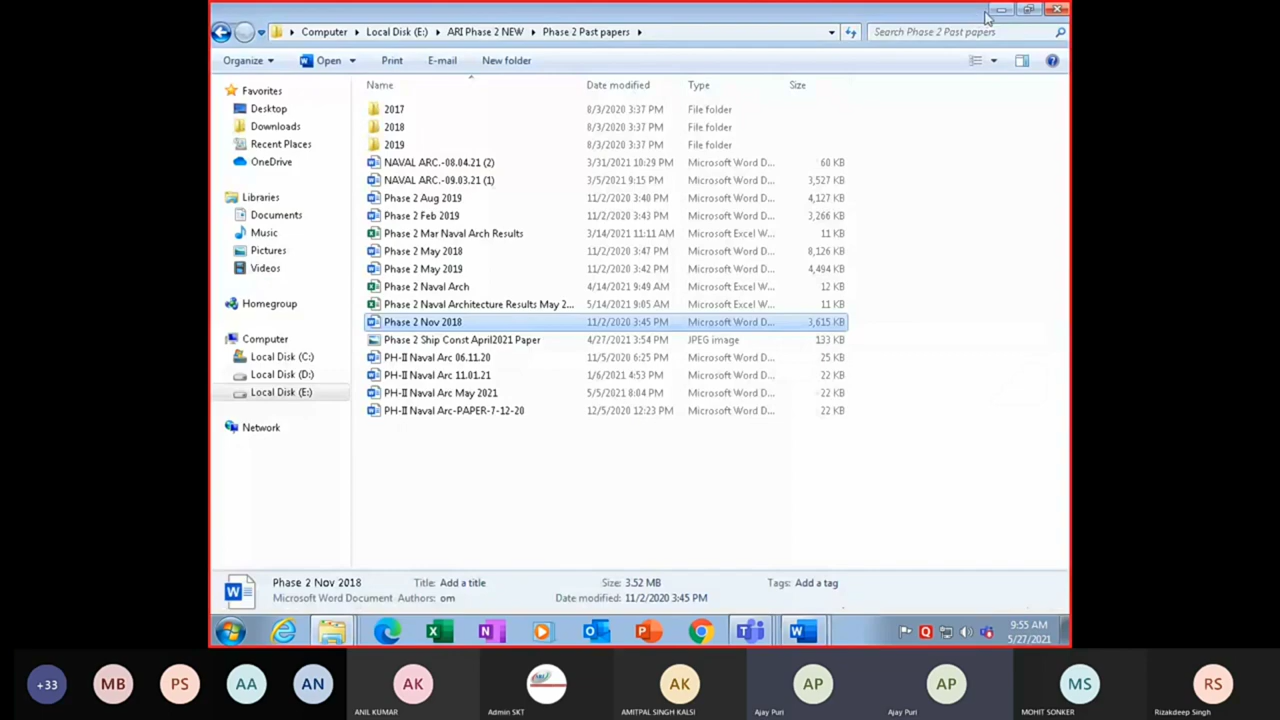 Computer Local Disk (E:) ARI Phase 2 NEW Phase 2 Past papers Search Phase 2 Past papers
Organize Open Print E-mail New folder
Name Date modified Type Size
Favorites
Desktop
Downloads
Recent Places
OneDrive
Libraries
Documents
Music
Pictures
Videos
Homegroup
Computer
Local Disk (C:)
Local Disk (D:)
Local Disk (E:)
Network
2017 8/3/2020 3:37 PM File folder
2018 8/3/2020 3:37 PM File folder
2019 8/3/2020 3:37 PM File folder
NAVAL ARC.-08.04.21 (2) 3/31/2021 10:29 PM Microsoft Word D... 60 KB
NAVAL ARC.-09.03.21 (1) 3/5/2021 9:15 PM Microsoft Word D... 3,527 KB
Phase 2 Aug 2019 11/2/2020 3:40 PM Microsoft Word D... 4,127 KB
Phase 2 Feb 2019 11/2/2020 3:43 PM Microsoft Word D... 3,266 KB
Phase 2 Mar Naval Arch Results 3/14/2021 11:11 AM Microsoft Excel W... 11 KB
Phase 2 May 2018 11/2/2020 3:47 PM Microsoft Word D... 8,126 KB
Phase 2 May 2019 11/2/2020 3:42 PM Microsoft Word D... 4,494 KB
Phase 2 Naval Arch 4/14/2021 9:49 AM Microsoft Excel W... 12 KB
Phase 2 Naval Architecture Results May 2... 5/14/2021 9:05 AM Microsoft Excel W... 11 KB
Phase 2 Nov 2018 11/2/2020 3:45 PM Microsoft Word D... 3,615 KB
Phase 2 Ship Const April2021 Paper 4/27/2021 3:54 PM JPEG image 133 KB
PH-II Naval Arc 06.11.20 11/5/2020 6:25 PM Microsoft Word D... 25 KB
PH-II Naval Arc 11.01.21 1/6/2021 4:53 PM Microsoft Word D... 22 KB
PH-II Naval Arc May 2021 5/5/2021 8:04 PM Microsoft Word D... 22 KB
PH-II Naval Arc-PAPER-7-12-20 12/5/2020 12:23 PM Microsoft Word D... 22 KB
Phase 2 Nov 2018 Title: Add a title Size: 3.52 MB Tags: Add a tag
Microsoft Word Document Authors: om Date modified: 11/2/2020 3:45 PM
9:55 AM
5/27/2021
+33 MB PS AA AN AK AK AP AP MS RS
ANIL KUMAR Admin SKT AMITPAL SINGH KALSI Ajay Puri Ajay Puri MOHIT SONKER Rizakdeep Singh